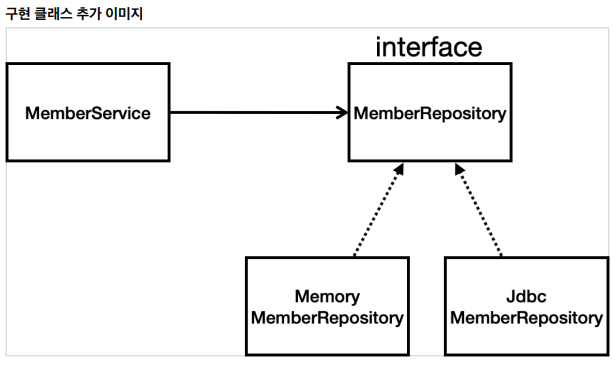 구현 클래스 추가 이미지
interface
MemberService
MemberRepository
Memory
MemberRepository
Jdbc
MemberRepository